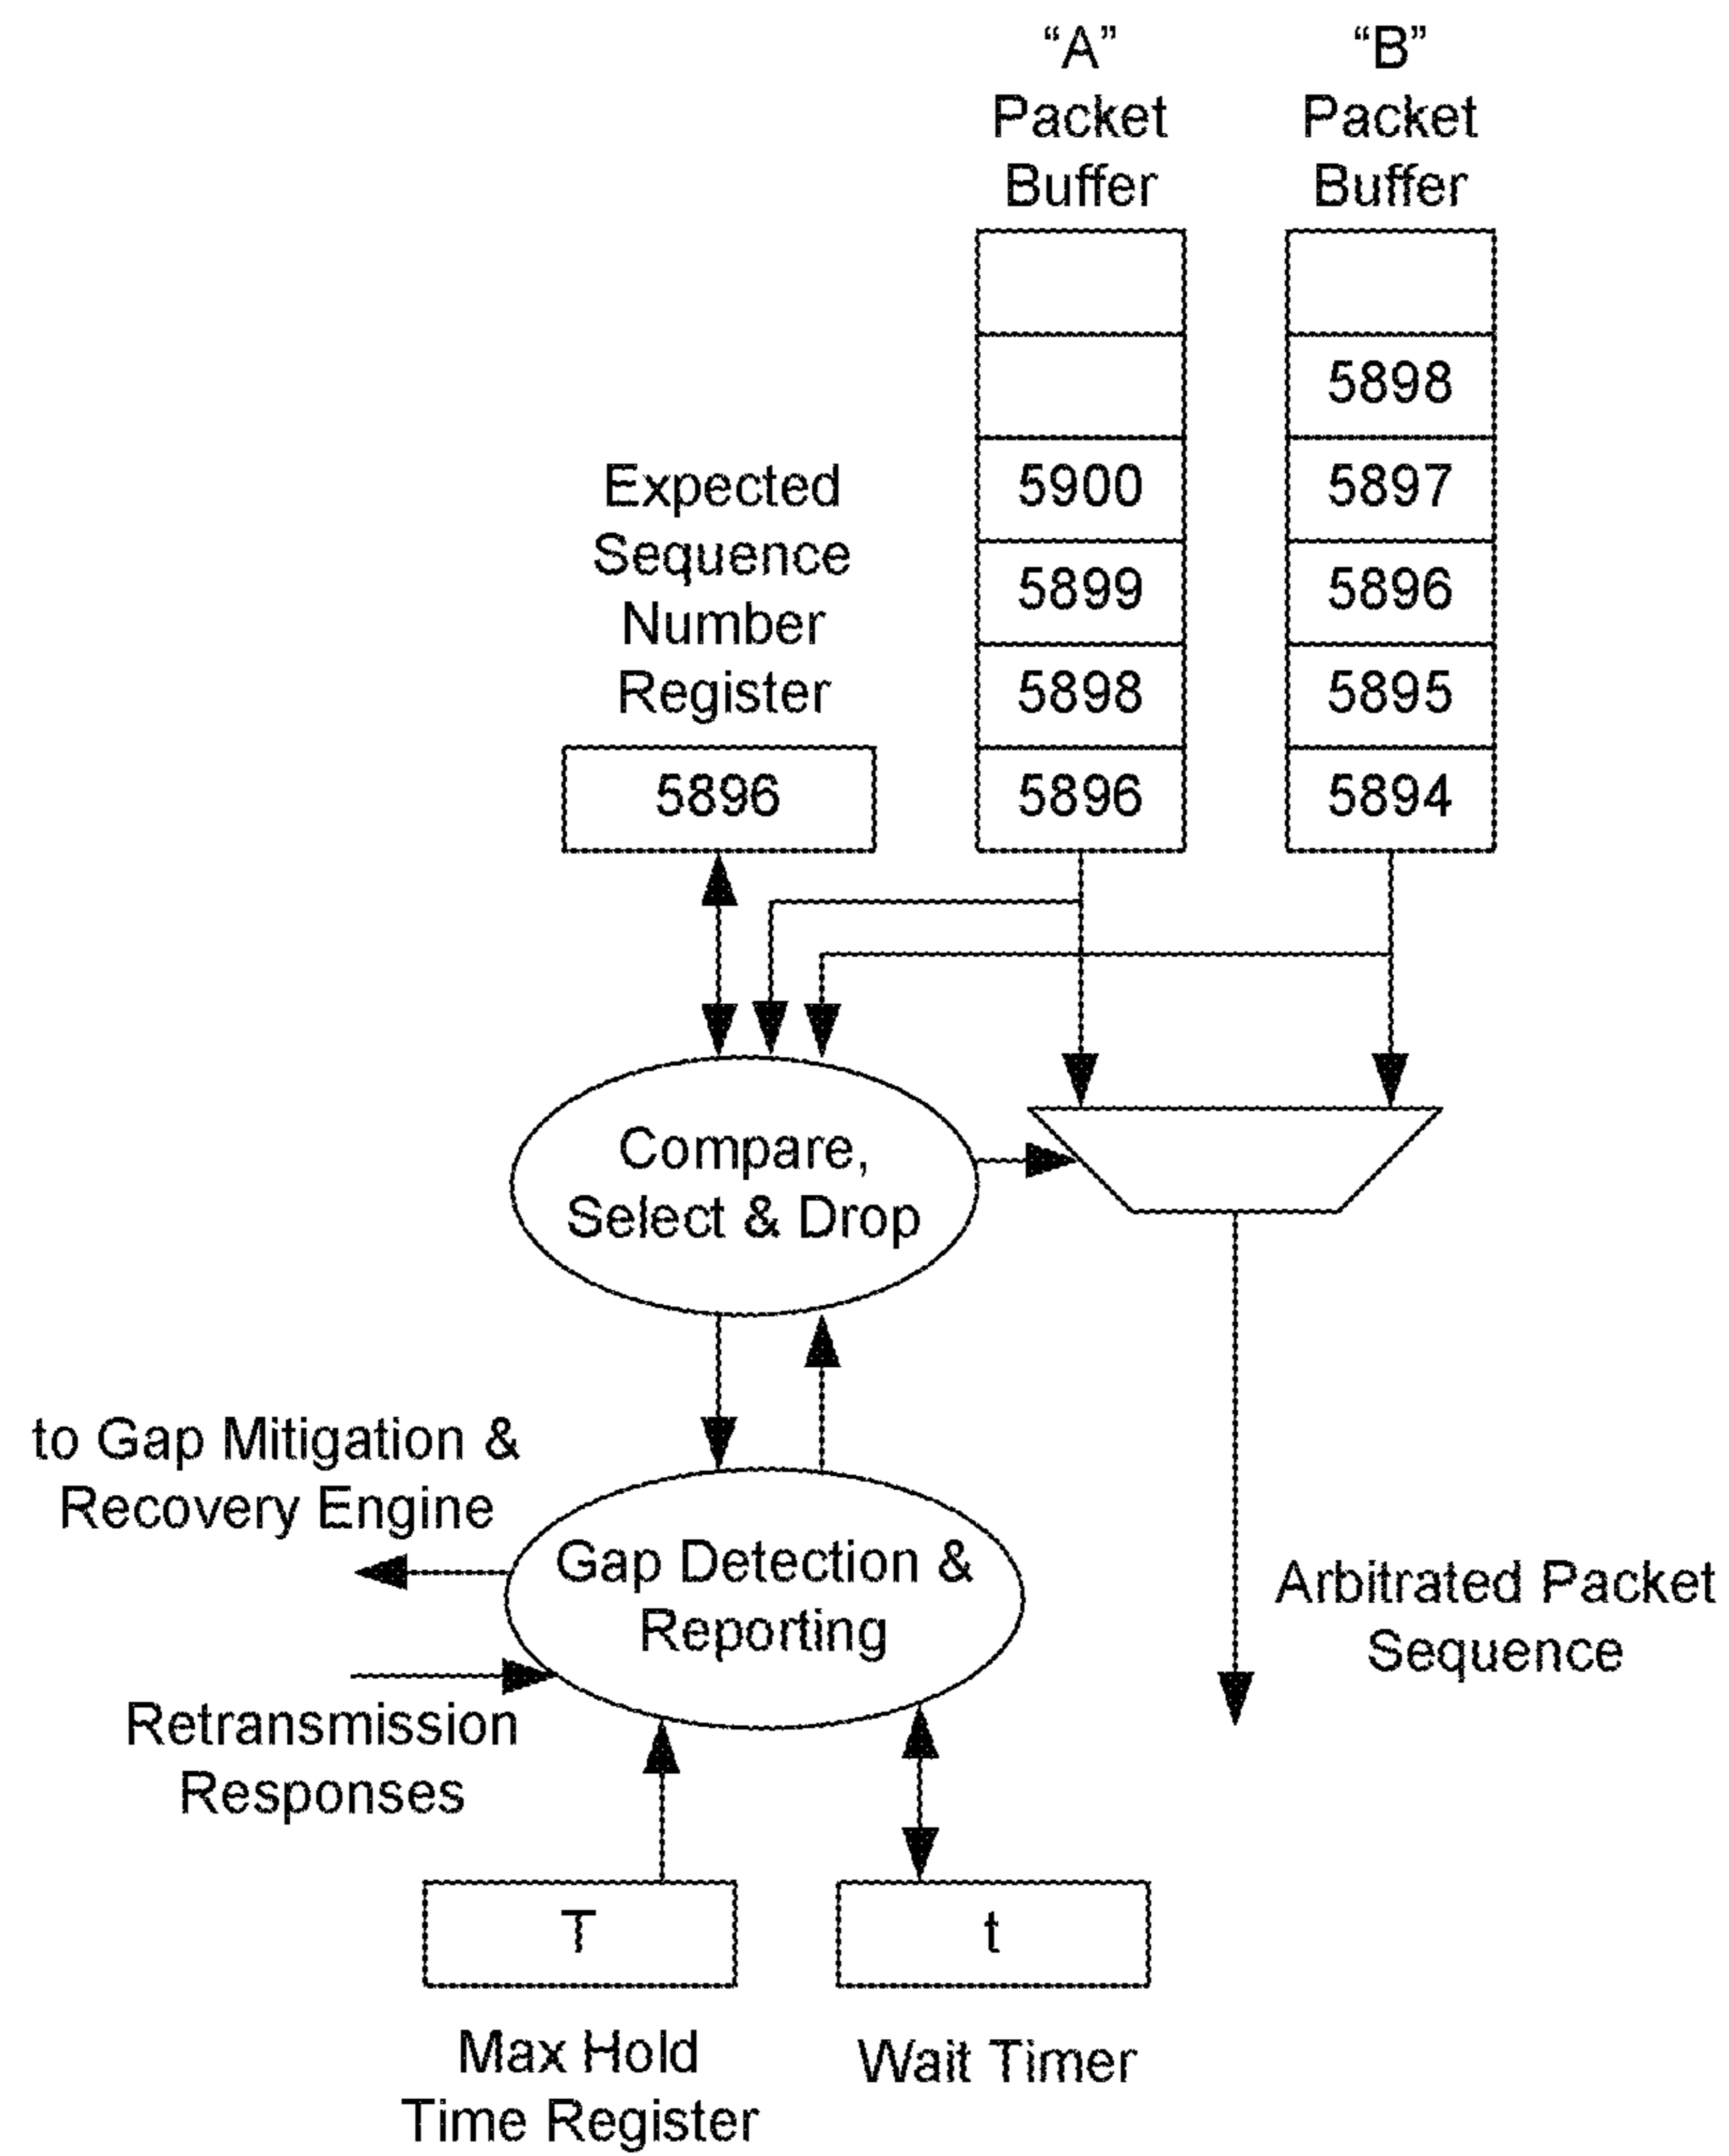 “A”
Packet
Buffer
“B”
Packet
Buffer
5898
5900
5897
Expected
Sequence
Number
Register
5899
5896
5898
5895
5896
5896
5894
Compare,
Select & Drop
to Gap Mitigation &
Recovery Engine
Gap Detection &
Reporting
Retransmission
Responses
Arbitrated Packet
Sequence
T
t
Max Hold
Time Register
Wait Timer